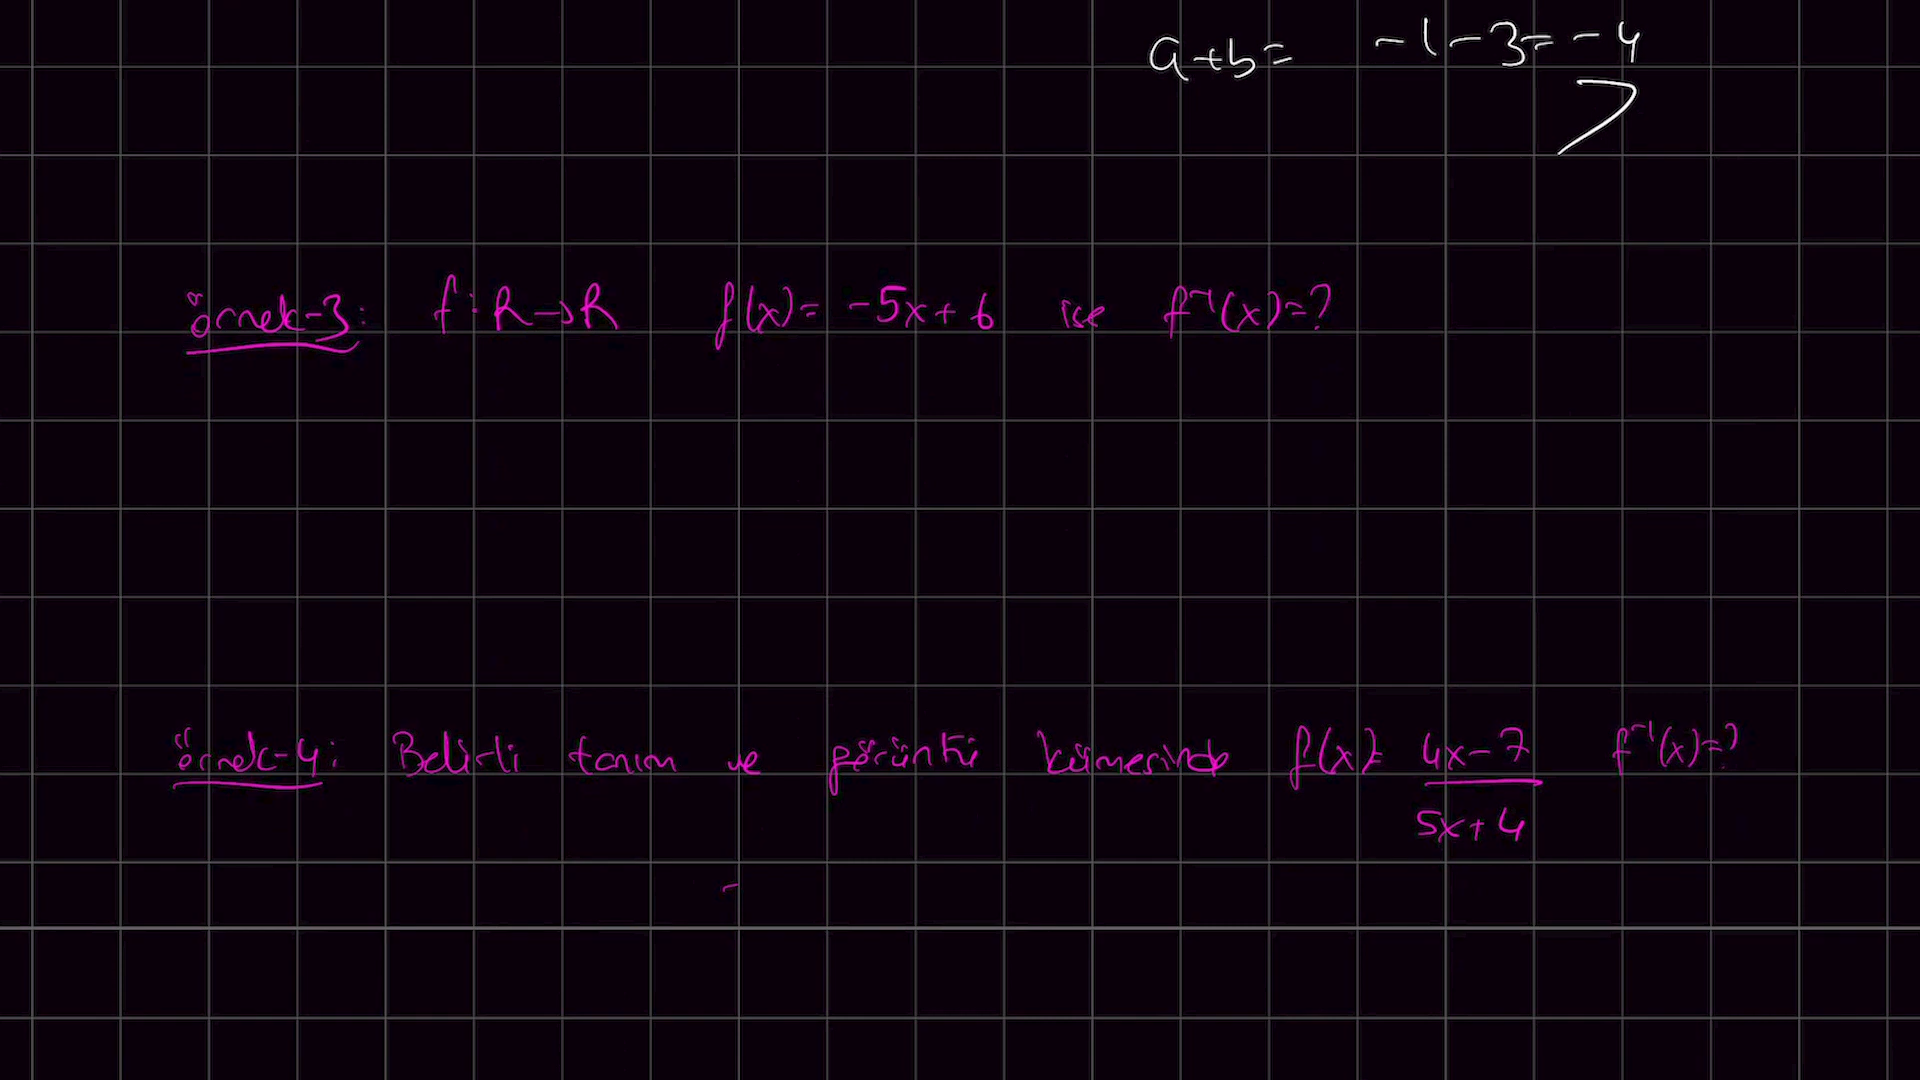 a+b= -1-3=-4
örnek-3: f:R→R f(x)= -5x+6 ise f⁻¹(x)=?
örnek-4: Belirli tanım ve görüntü kümesinde f(x)= 4x-7 f⁻¹(x)=?
5x+4